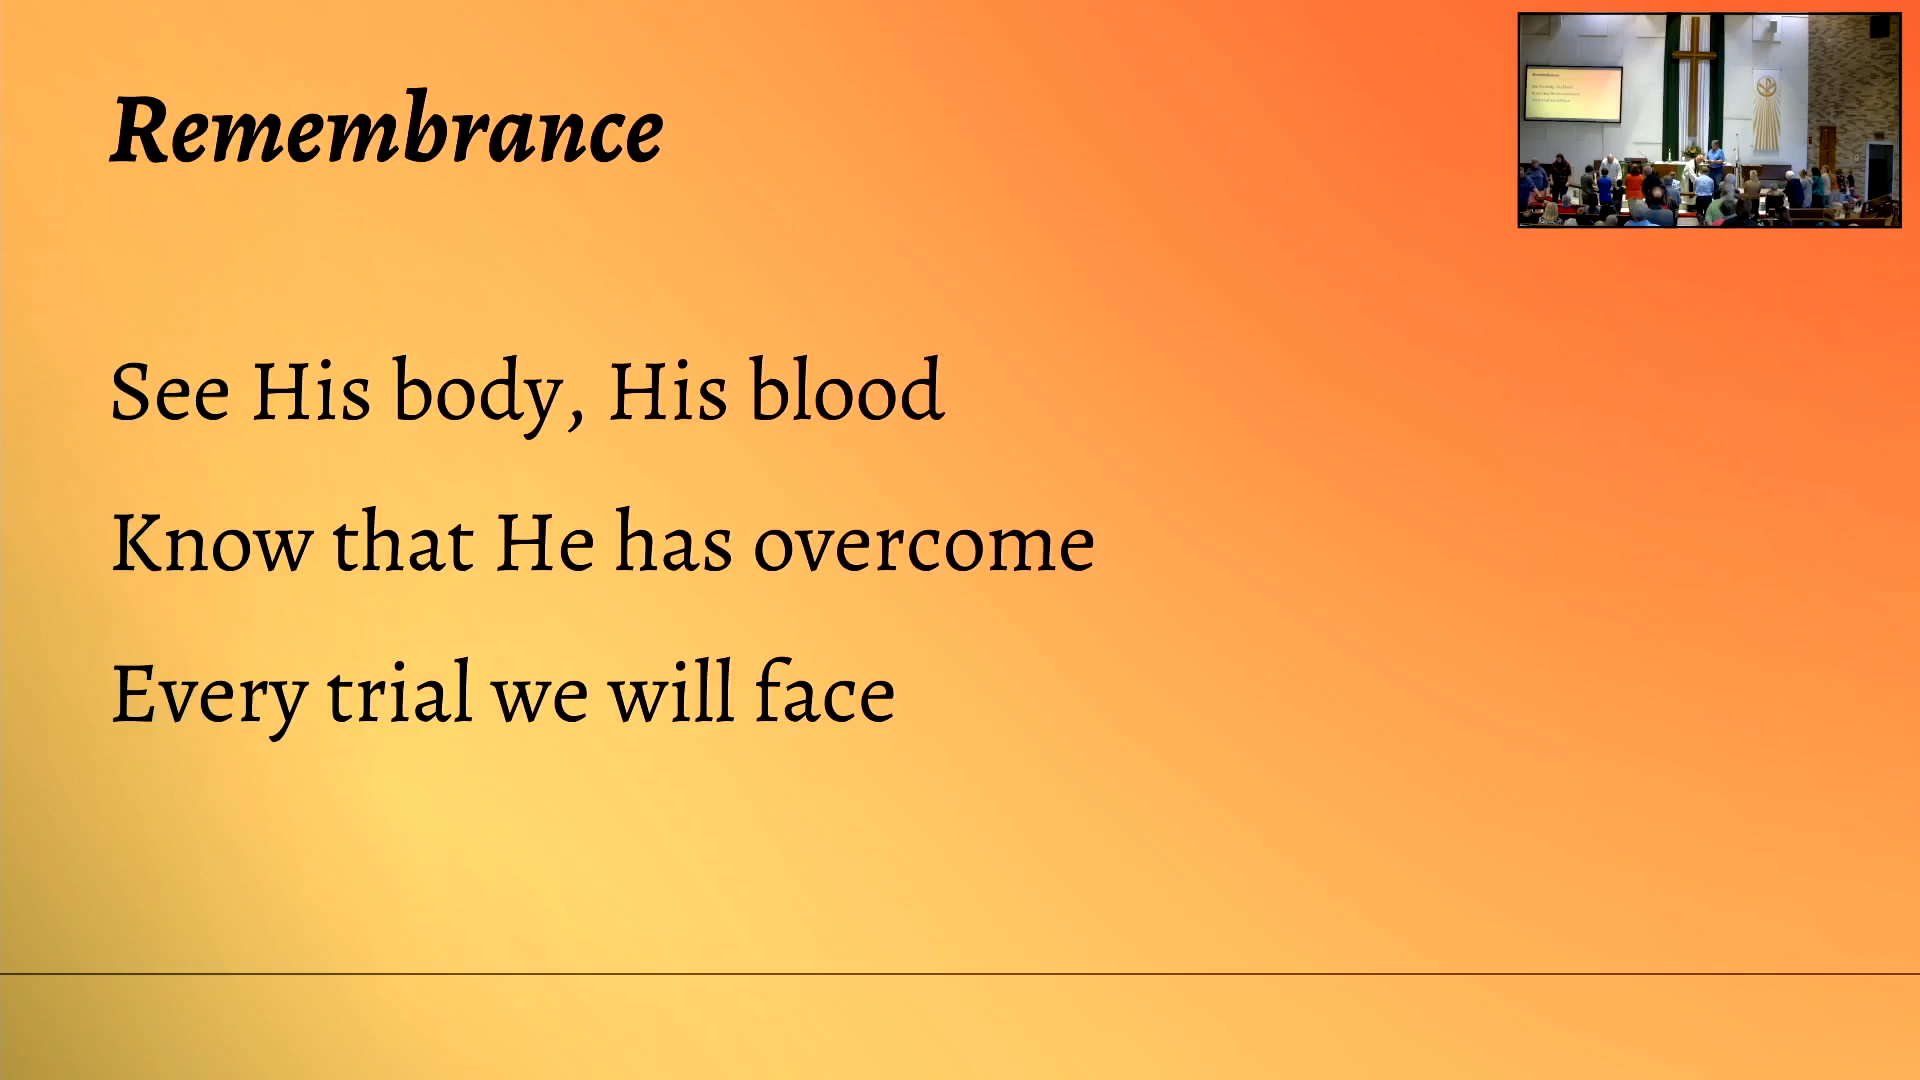 Remembrance
See His body, His blood
Know that He has overcome
Every trial we will face